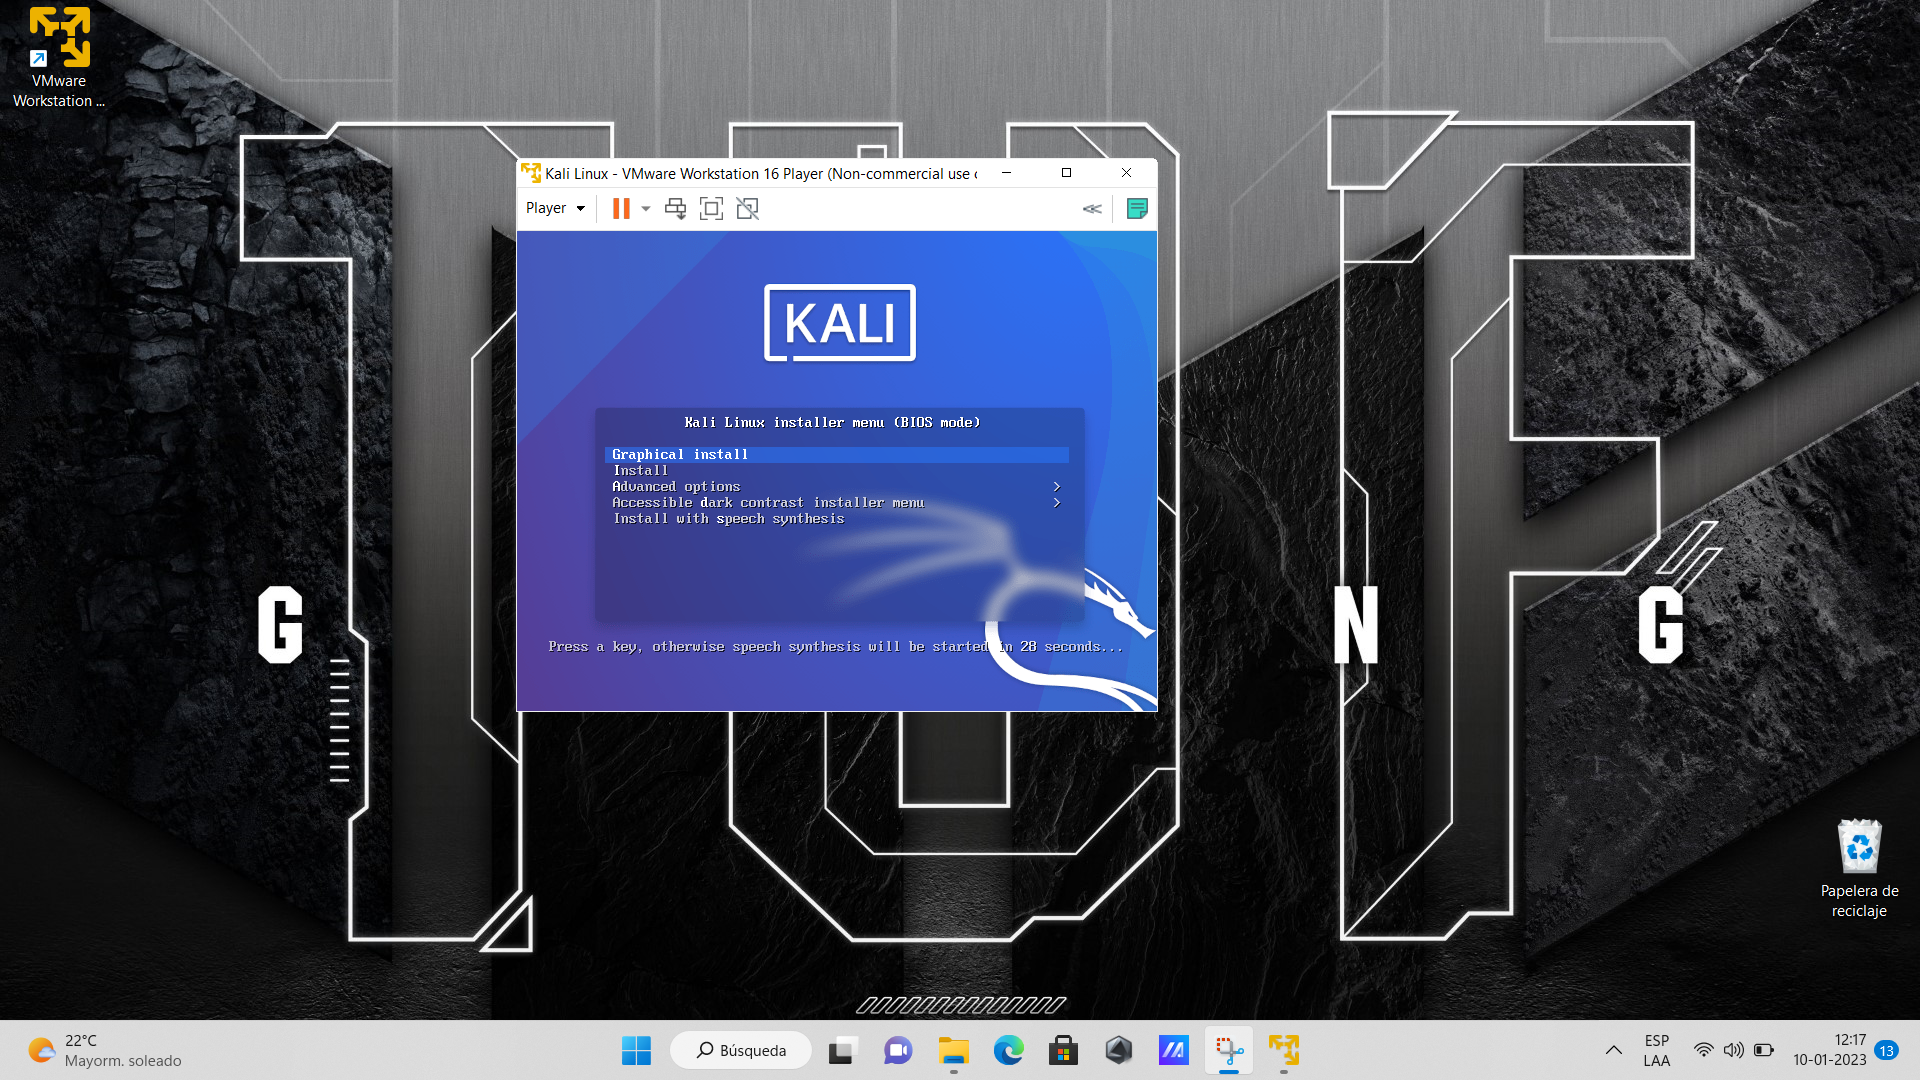 VMware
Workstation ...
Kali Linux - VMware Workstation 16 Player (Non-commercial use o
Player
KALI
Kali Linux installer menu (BIOS mode)
Graphical install
Install
Advanced options >
Accessible dark contrast installer menu >
Install with speech synthesis
Press a key, otherwise speech synthesis will be started in 28 seconds...
G
N
G
Papelera de
reciclaje
22°C
Mayorm. soleado
Búsqueda
ESP
LAA
12:17
10-01-2023
13